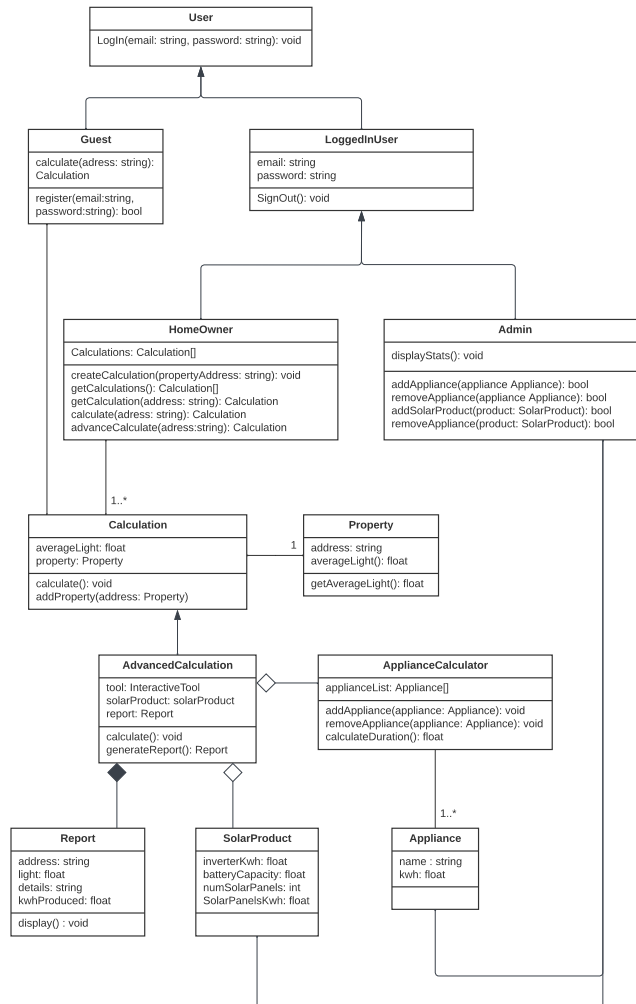 User
LogIn(email: string, password: string): void
Guest
calculate(adress: string):
Calculation
register(email:string,
password:string): bool
LoggedInUser
email: string
password: string
SignOut(): void
HomeOwner
Calculations: Calculation[]
createCalculation(propertyAddress: string): void
getCalculations(): Calculation[]
getCalculation(address: string): Calculation
calculate(adress: string): Calculation
advanceCalculate(adress:string): Calculation
Admin
displayStats(): void
addAppliance(appliance Appliance): bool
removeAppliance(appliance Appliance): bool
addSolarProduct(product: SolarProduct): bool
removeAppliance(product: SolarProduct): bool
1..*
Calculation
averageLight: float
property: Property
calculate(): void
addProperty(address: Property)
1
Property
address: string
averageLight(): float
getAverageLight(): float
AdvancedCalculation
tool: InteractiveTool
solarProduct: solarProduct
report: Report
calculate(): void
generateReport(): Report
ApplianceCalculator
applianceList: Appliance[]
addAppliance(appliance: Appliance): void
removeAppliance(appliance: Appliance): void
calculateDuration(): float
1..*
Report
address: string
light: float
details: string
kwhProduced: float
display() : void
SolarProduct
inverterKwh: float
batteryCapacity: float
numSolarPanels: int
SolarPanelsKwh: float
Appliance
name : string
kwh: float